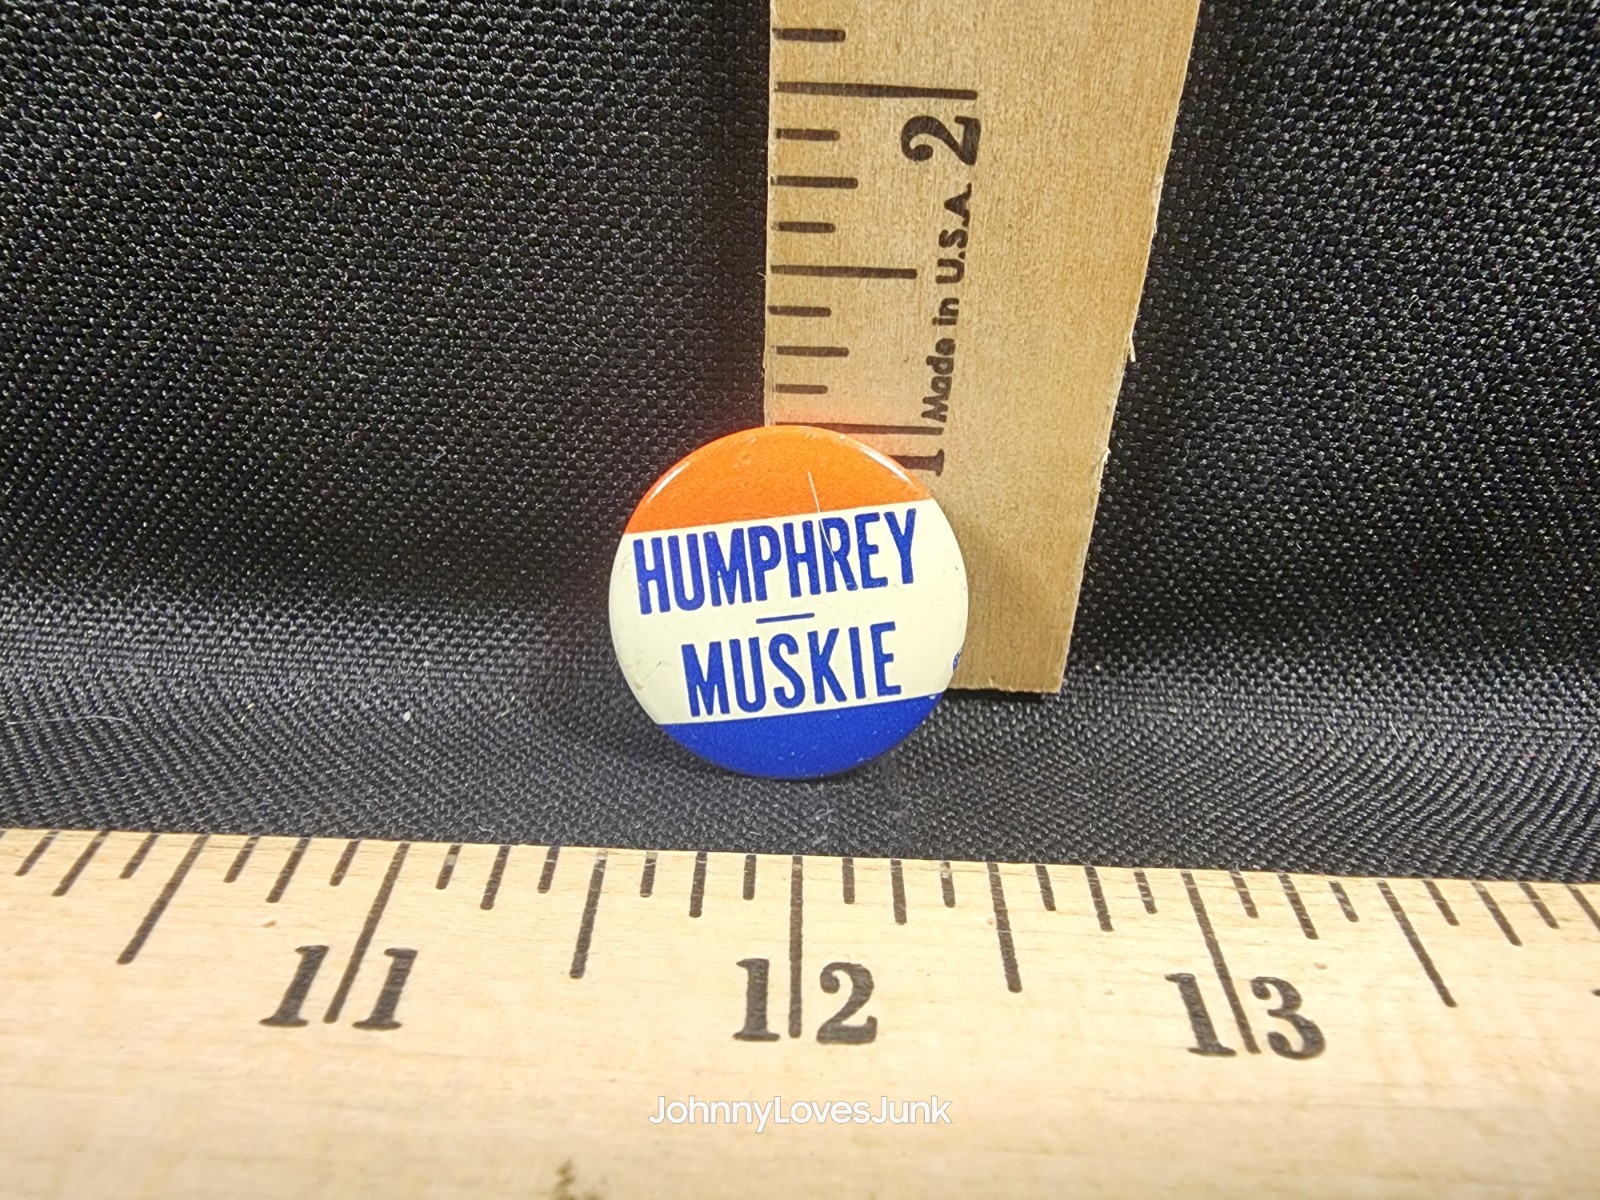 2
Made in U.S.A.
1
HUMPHREY
—
MUSKIE
11 12 13
JohnnyLovesJunk